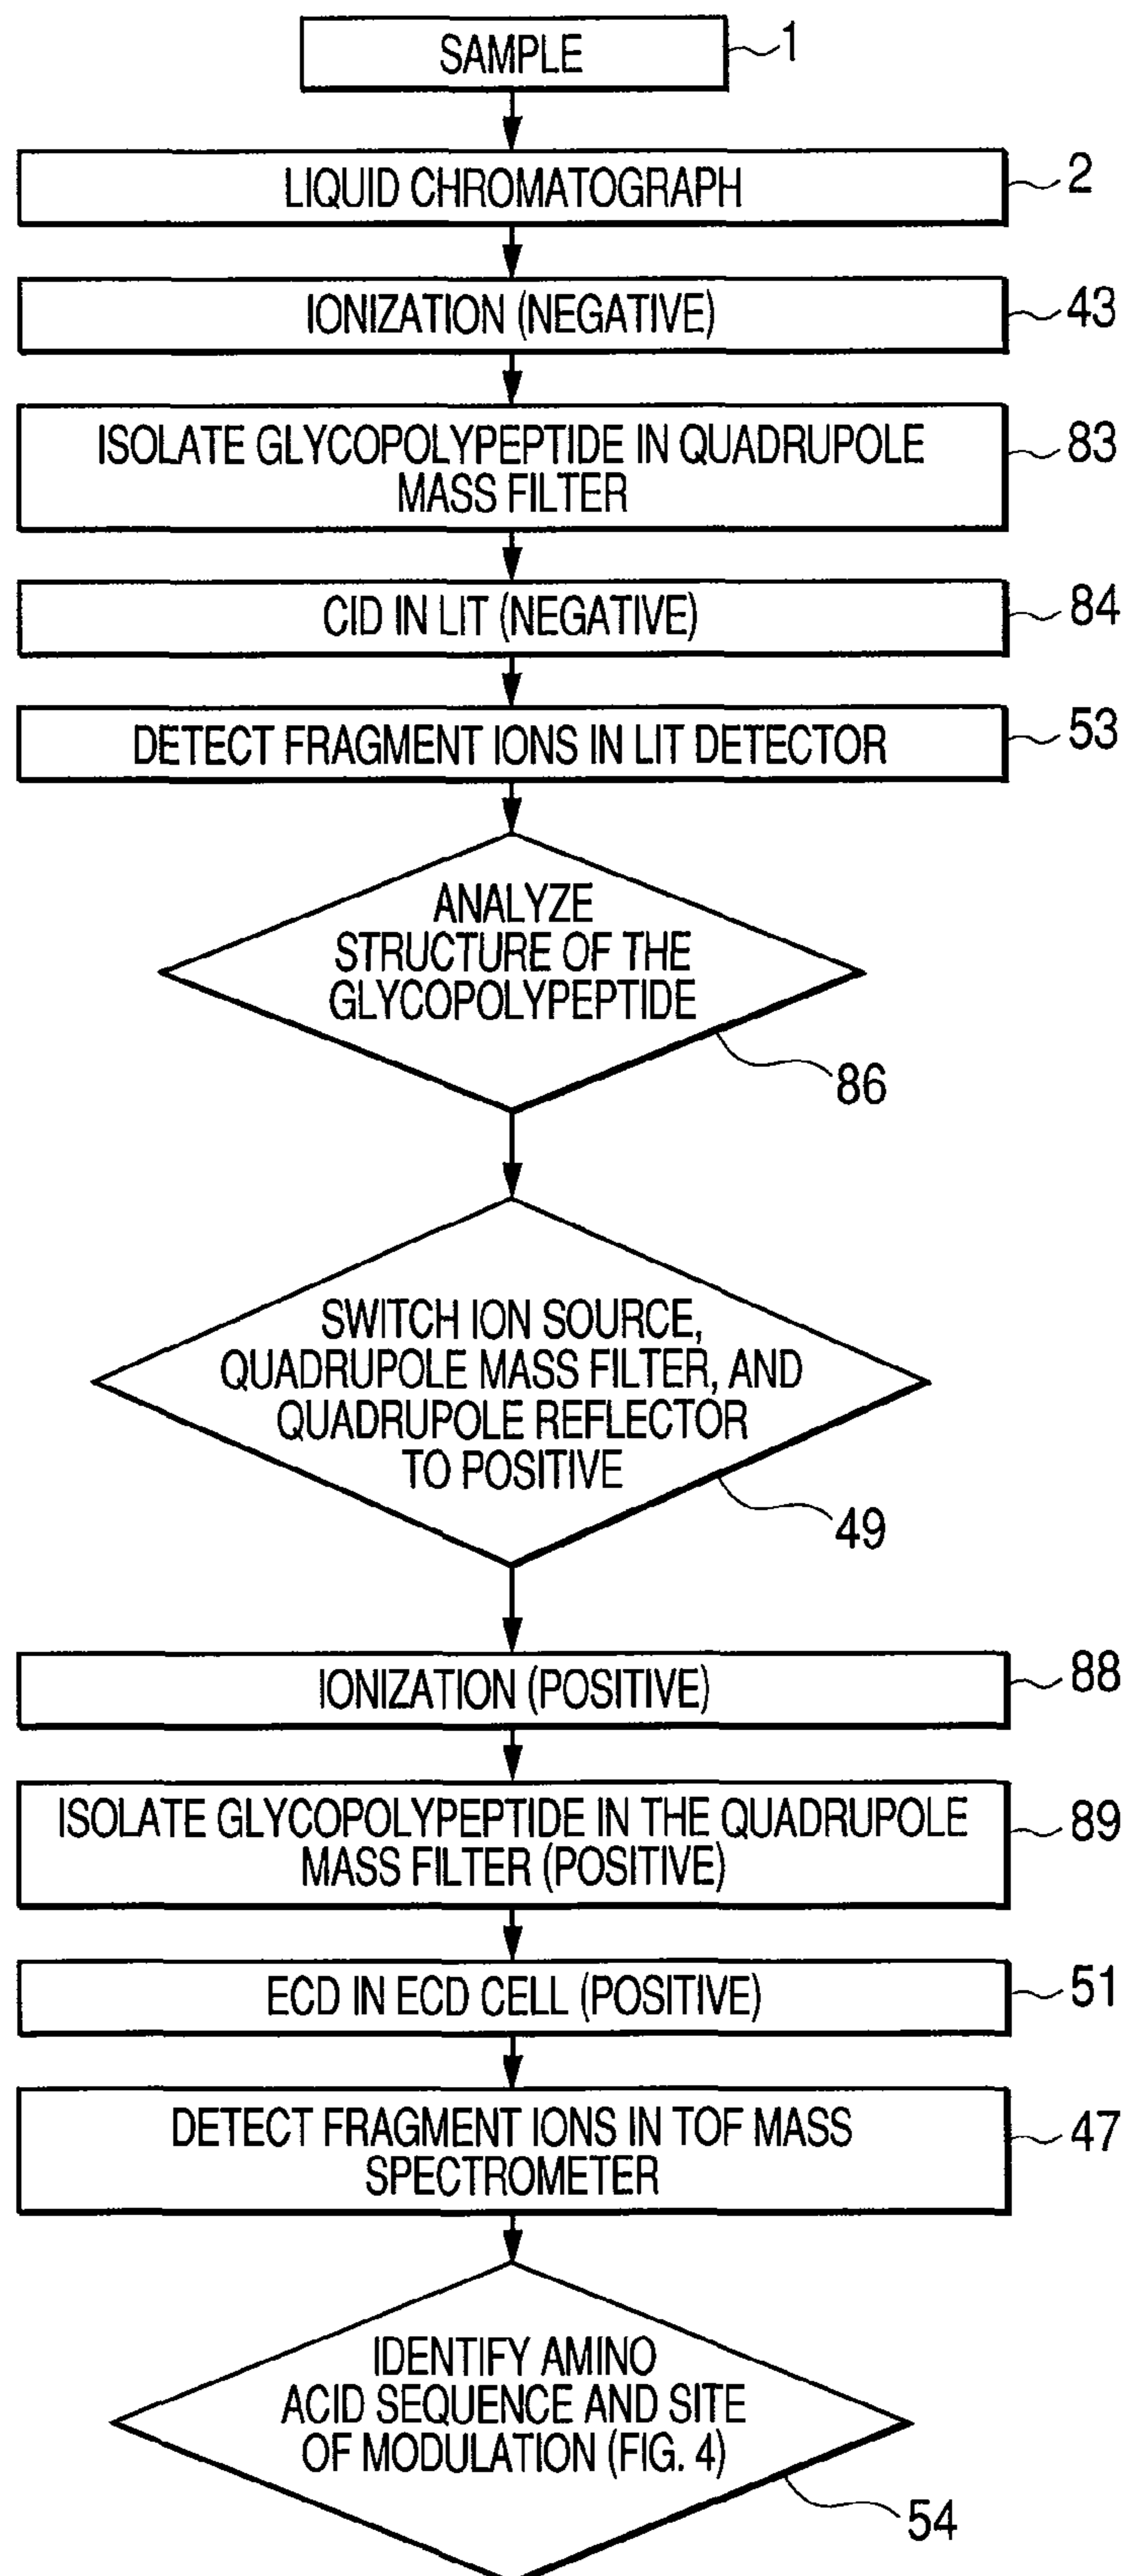 SAMPLE
1
LIQUID CHROMATOGRAPH
2
IONIZATION (NEGATIVE)
43
ISOLATE GLYCOPOLYPEPTIDE IN QUADRUPOLE
MASS FILTER
83
CID IN LIT (NEGATIVE)
84
DETECT FRAGMENT IONS IN LIT DETECTOR
53
ANALYZE
STRUCTURE OF THE
GLYCOPOLYPEPTIDE
86
SWITCH ION SOURCE,
QUADRUPOLE MASS FILTER, AND
QUADRUPOLE REFLECTOR
TO POSITIVE
49
IONIZATION (POSITIVE)
88
ISOLATE GLYCOPOLYPEPTIDE IN THE QUADRUPOLE
MASS FILTER (POSITIVE)
89
ECD IN ECD CELL (POSITIVE)
51
DETECT FRAGMENT IONS IN TOF MASS
SPECTROMETER
47
IDENTIFY AMINO
ACID SEQUENCE AND SITE
OF MODULATION (FIG. 4)
54